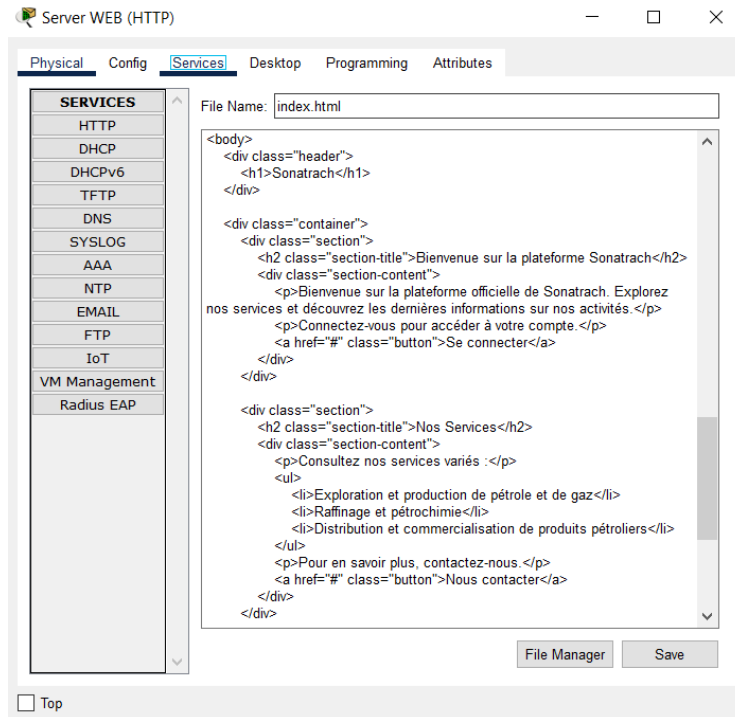 Server WEB (HTTP)
Physical Config Services Desktop Programming Attributes
SERVICES
HTTP
DHCP
DHCPv6
TFTP
DNS
SYSLOG
AAA
NTP
EMAIL
FTP
IoT
VM Management
Radius EAP
File Name: index.html
<body>
<div class="header">
<h1>Sonatrach</h1>
</div>
<div class="container">
<div class="section">
<h2 class="section-title">Bienvenue sur la plateforme Sonatrach</h2>
<div class="section-content">
<p>Bienvenue sur la plateforme officielle de Sonatrach. Explorez
nos services et découvrez les dernières informations sur nos activités.</p>
<p>Connectez-vous pour accéder à votre compte.</p>
<a href="#" class="button">Se connecter</a>
</div>
</div>
<div class="section">
<h2 class="section-title">Nos Services</h2>
<div class="section-content">
<p>Consultez nos services variés :</p>
<ul>
<li>Exploration et production de pétrole et de gaz</li>
<li>Raffinage et pétrochimie</li>
<li>Distribution et commercialisation de produits pétroliers</li>
</ul>
<p>Pour en savoir plus, contactez-nous.</p>
<a href="#" class="button">Nous contacter</a>
</div>
</div>
File Manager Save
Top